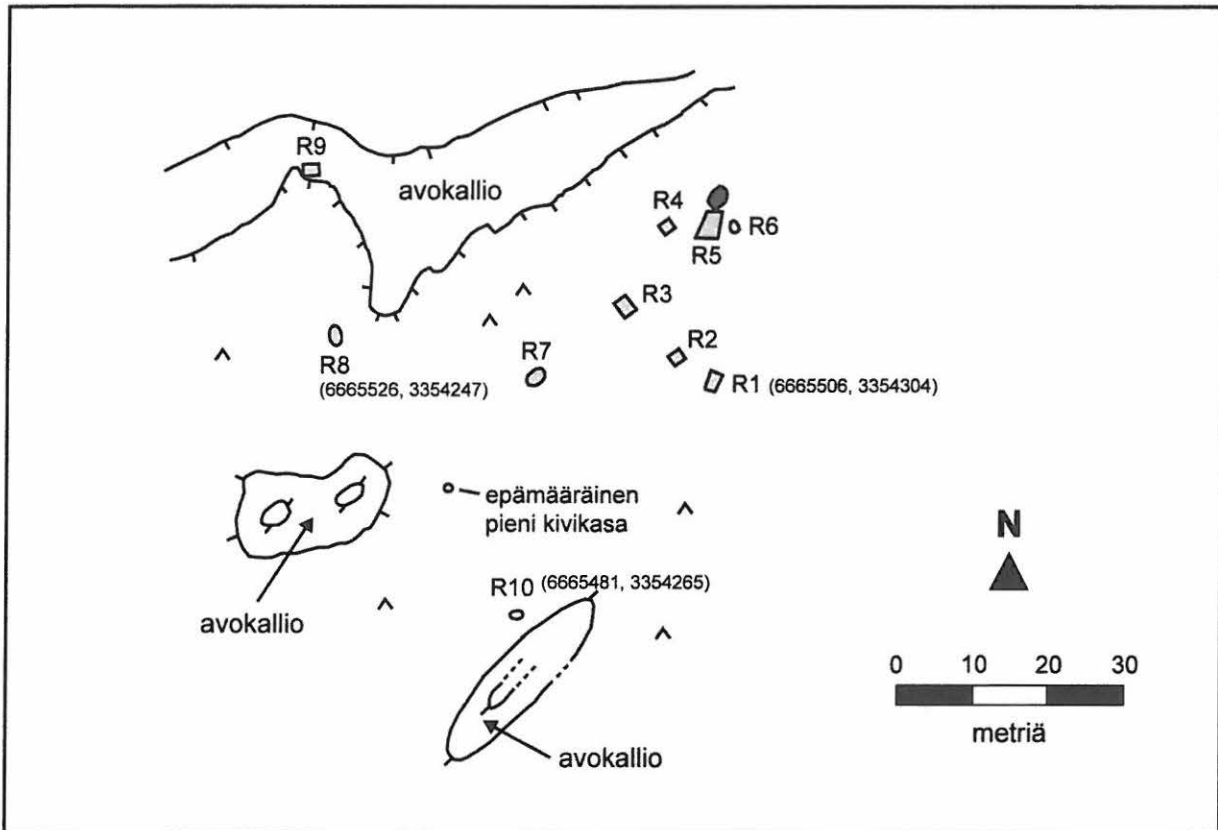 R9
avokallio
R4
R6
R5
R3
R2
R7
R8
(6665526, 3354247)
R1 (6665506, 3354304)
epämääräinen
pieni kivikasa
N
R10 (6665481, 3354265)
avokallio
0 10 20 30
metriä
avokallio